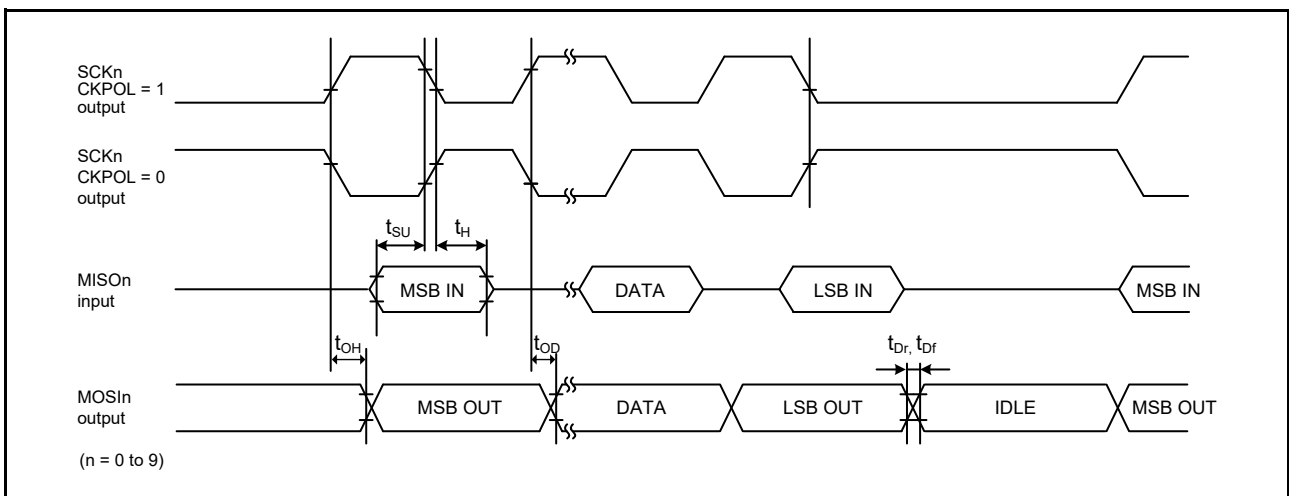 SCKn
CKPOL = 1
output
SCKn
CKPOL = 0
output
tSU
tH
MISOn
input
MSB IN
DATA
LSB IN
MSB IN
tOH
tOD
tDr, tDf
MOSIn
output
MSB OUT
DATA
LSB OUT
IDLE
MSB OUT
(n = 0 to 9)